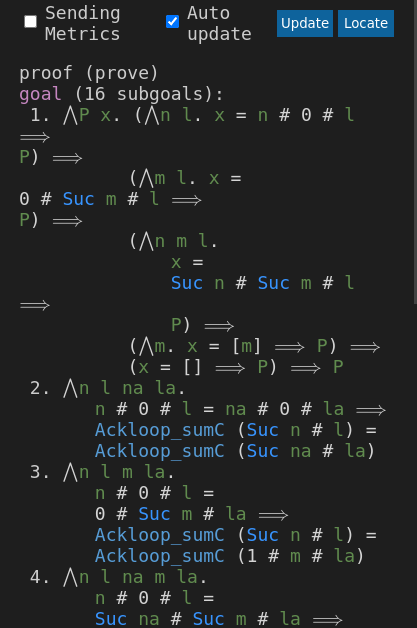 Sending Metrics
Auto update
Update
Locate
proof (prove)
goal (16 subgoals):
1. ⋀P x. (⋀n l. x = n # 0 # l
⟹
P) ⟹
(⋀m l. x =
0 # Suc m # l ⟹
P) ⟹
(⋀n m l.
x =
Suc n # Suc m # l
⟹
P) ⟹
(⋀m. x = [m] ⟹ P) ⟹
(x = [] ⟹ P) ⟹ P
2. ⋀n l na la.
n # 0 # l = na # 0 # la ⟹
Ackloop_sumC (Suc n # l) =
Ackloop_sumC (Suc na # la)
3. ⋀n l m la.
n # 0 # l =
0 # Suc m # la ⟹
Ackloop_sumC (Suc n # l) =
Ackloop_sumC (1 # m # la)
4. ⋀n l na m la.
n # 0 # l =
Suc na # Suc m # la ⟹